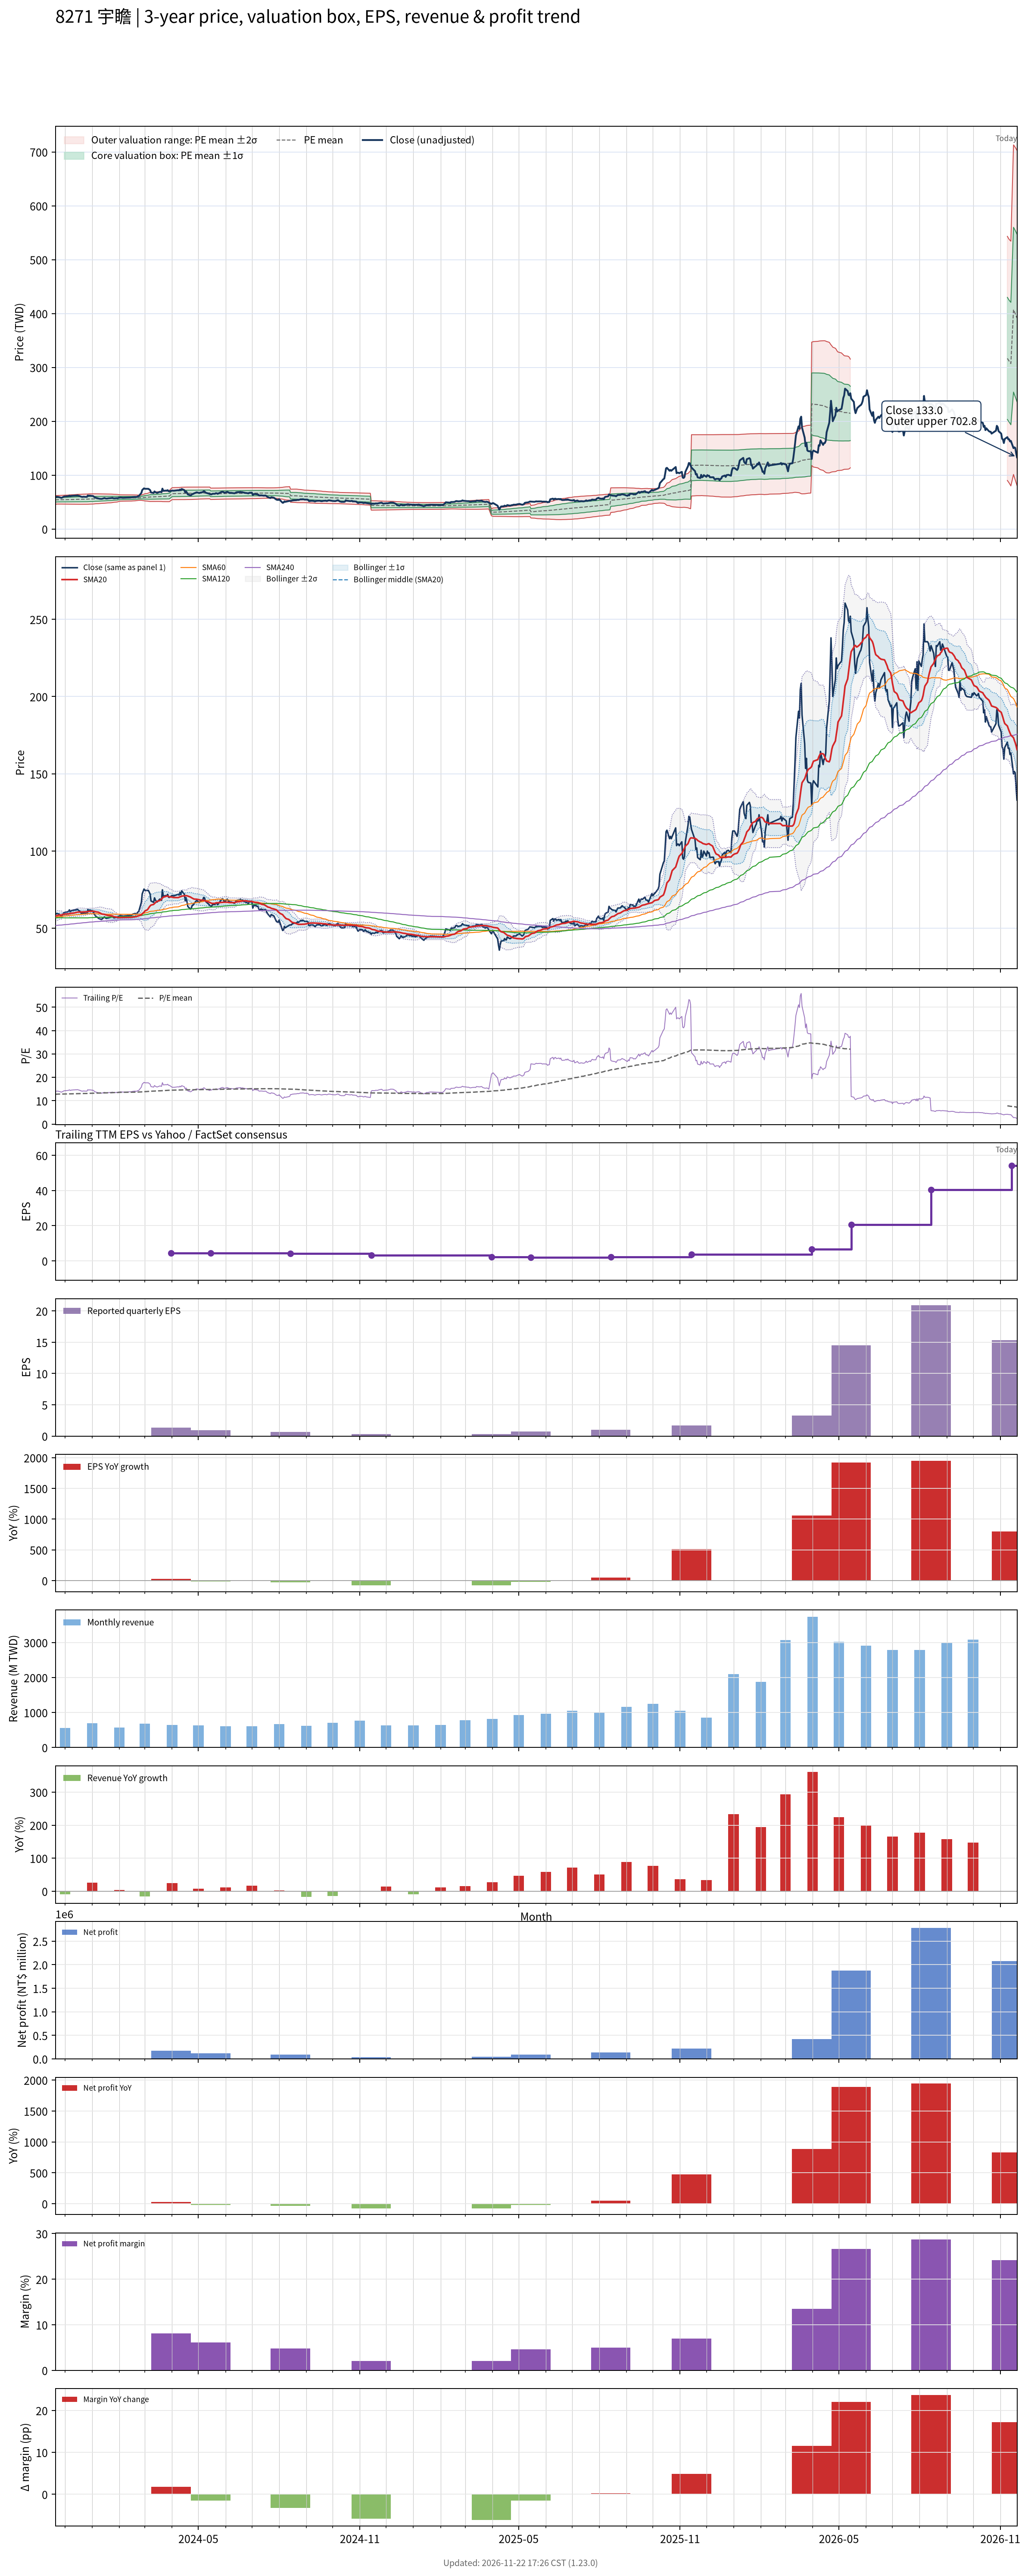 8271 宇瞻 | 3-year price, valuation box, EPS, revenue & profit trend
Outer valuation range: PE mean ±2σ
PE mean
Close (unadjusted)
Core valuation box: PE mean ±1σ
Today
700
600
500
400
300
200
100
0
Price (TWD)
Close 133.0
Outer upper 702.8
Close (same as panel 1)
SMA20
SMA60
SMA120
SMA240
Bollinger ±2σ
Bollinger ±1σ
Bollinger middle (SMA20)
250
200
150
100
50
Price
Trailing P/E
P/E mean
50
40
30
20
10
0
P/E
Trailing TTM EPS vs Yahoo / FactSet consensus
Today
60
40
20
0
EPS
Reported quarterly EPS
20
15
10
5
0
EPS
EPS YoY growth
2000
1500
1000
500
0
YoY (%)
Monthly revenue
3000
2000
1000
0
Revenue (M TWD)
Revenue YoY growth
300
200
100
0
YoY (%)
Month
1e6
Net profit
2.5
2.0
1.5
1.0
0.5
0.0
Net profit (NT$ million)
Net profit YoY
2000
1500
1000
500
0
YoY (%)
Net profit margin
30
20
10
0
Margin (%)
Margin YoY change
20
10
0
Δ margin (pp)
2024-05
2024-11
2025-05
2025-11
2026-05
2026-11
Updated: 2026-11-22 17:26 CST (1.23.0)